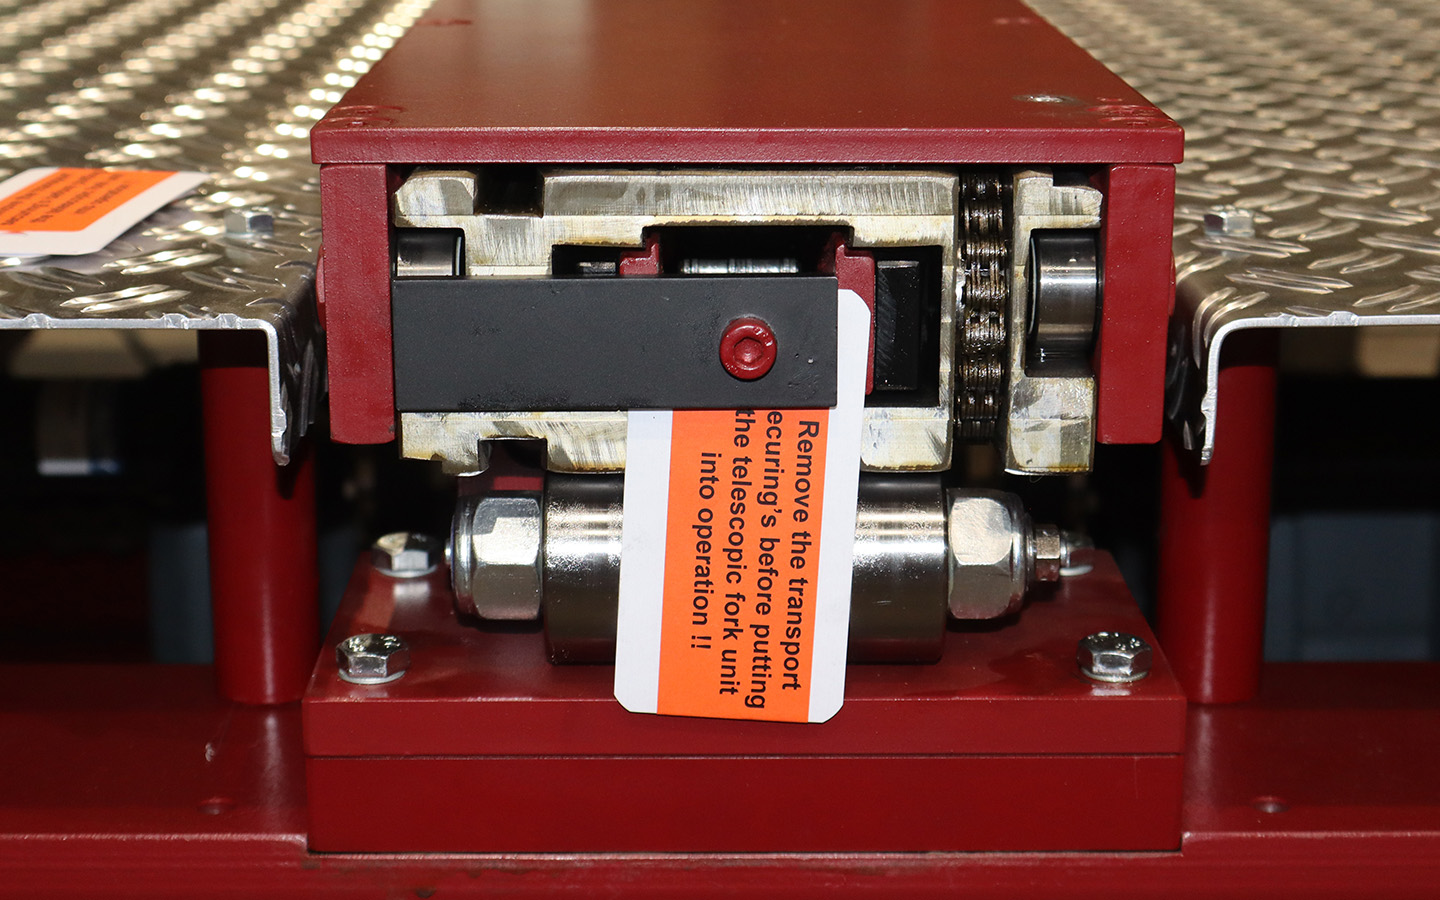 Remove the transport
ecuring's before putting
the telescopic fork unit
into operation !!